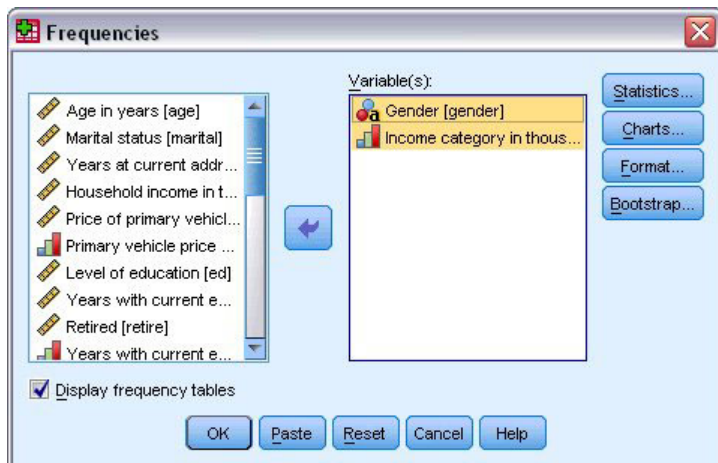 Frequencies
Age in years [age]
Marital status [marital]
Years at current addr...
Household income in t...
Price of primary vehicl...
Primary vehicle price ...
Level of education [ed]
Years with current e...
Retired [retire]
Years with current e...
Variable(s):
Gender [gender]
Income category in thous...
Statistics...
Charts...
Format...
Bootstrap...
Display frequency tables
OK
Paste
Reset
Cancel
Help